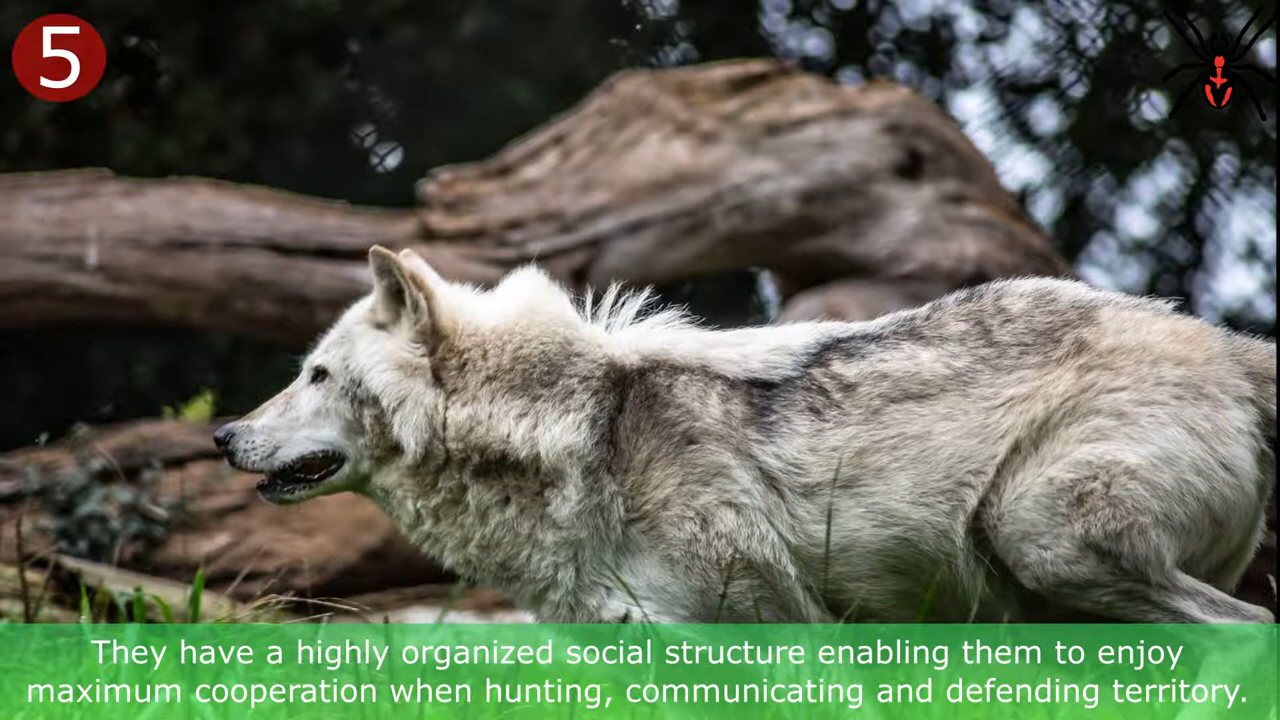 5
They have a highly organized social structure enabling them to enjoy
maximum cooperation when hunting, communicating and defending territory.